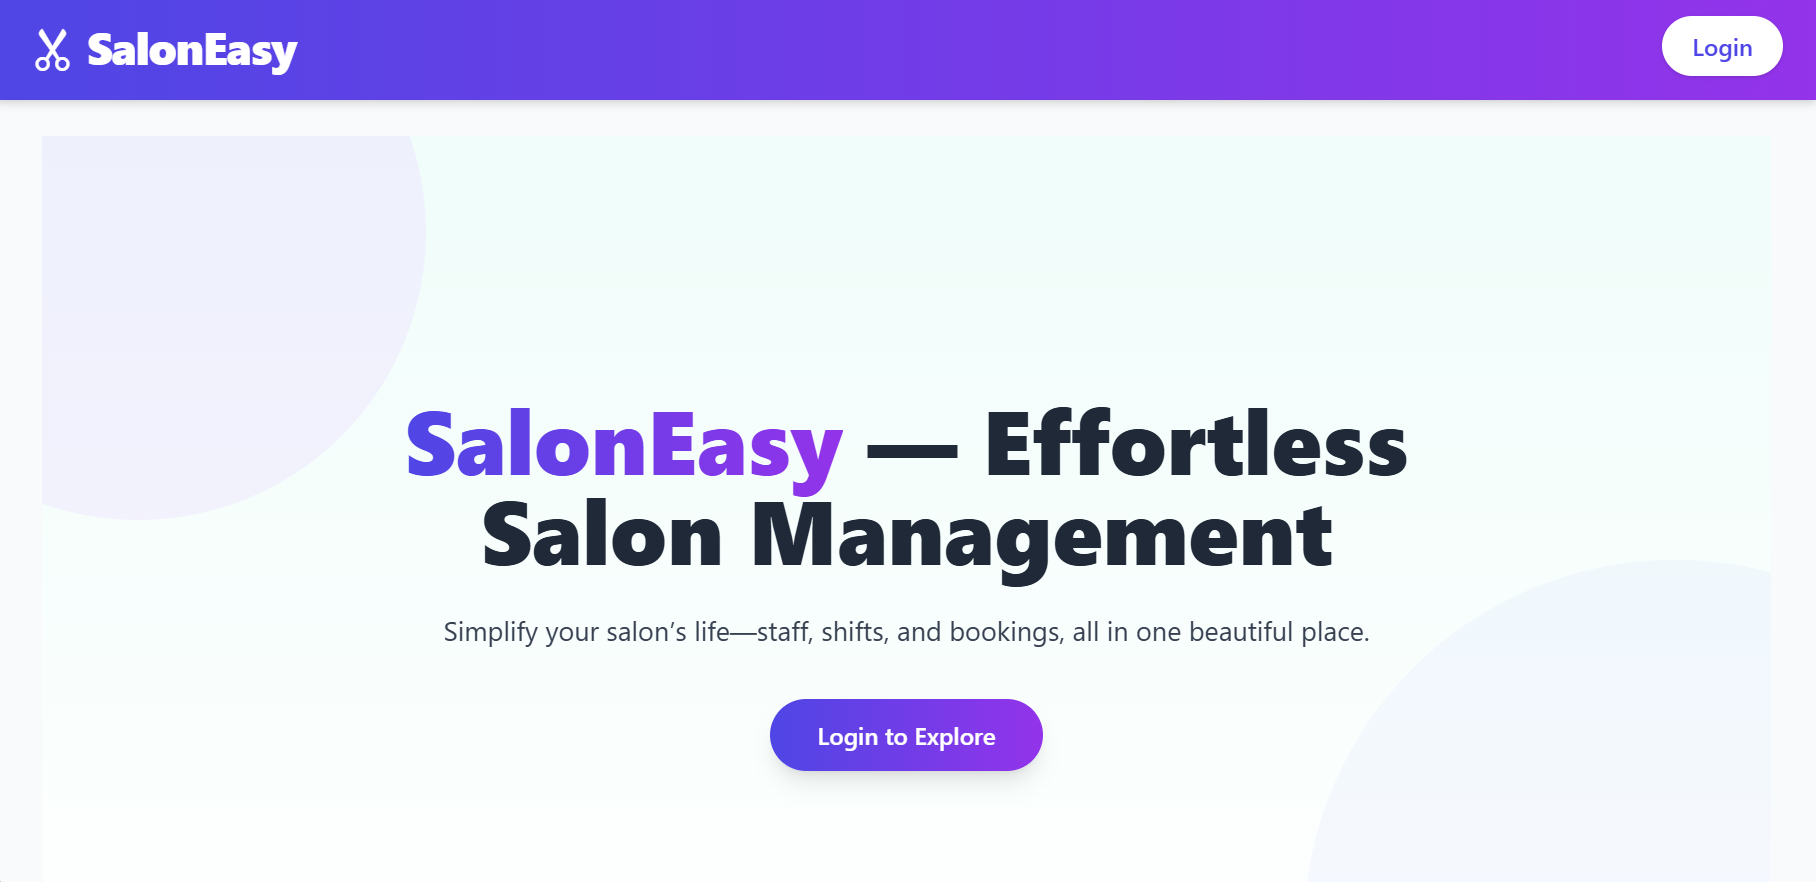 SalonEasy
Login
SalonEasy — Effortless
Salon Management
Simplify your salon’s life—staff, shifts, and bookings, all in one beautiful place.
Login to Explore